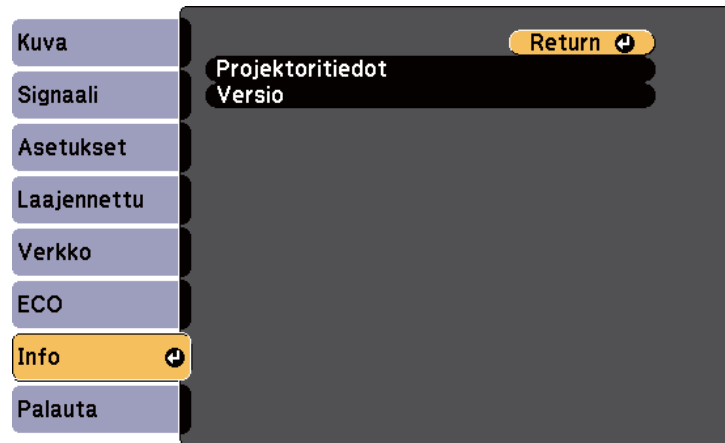 Kuva
Signaali
Asetukset
Laajennettu
Verkko
ECO
Info
Palauta
Return
Projektoritiedot
Versio